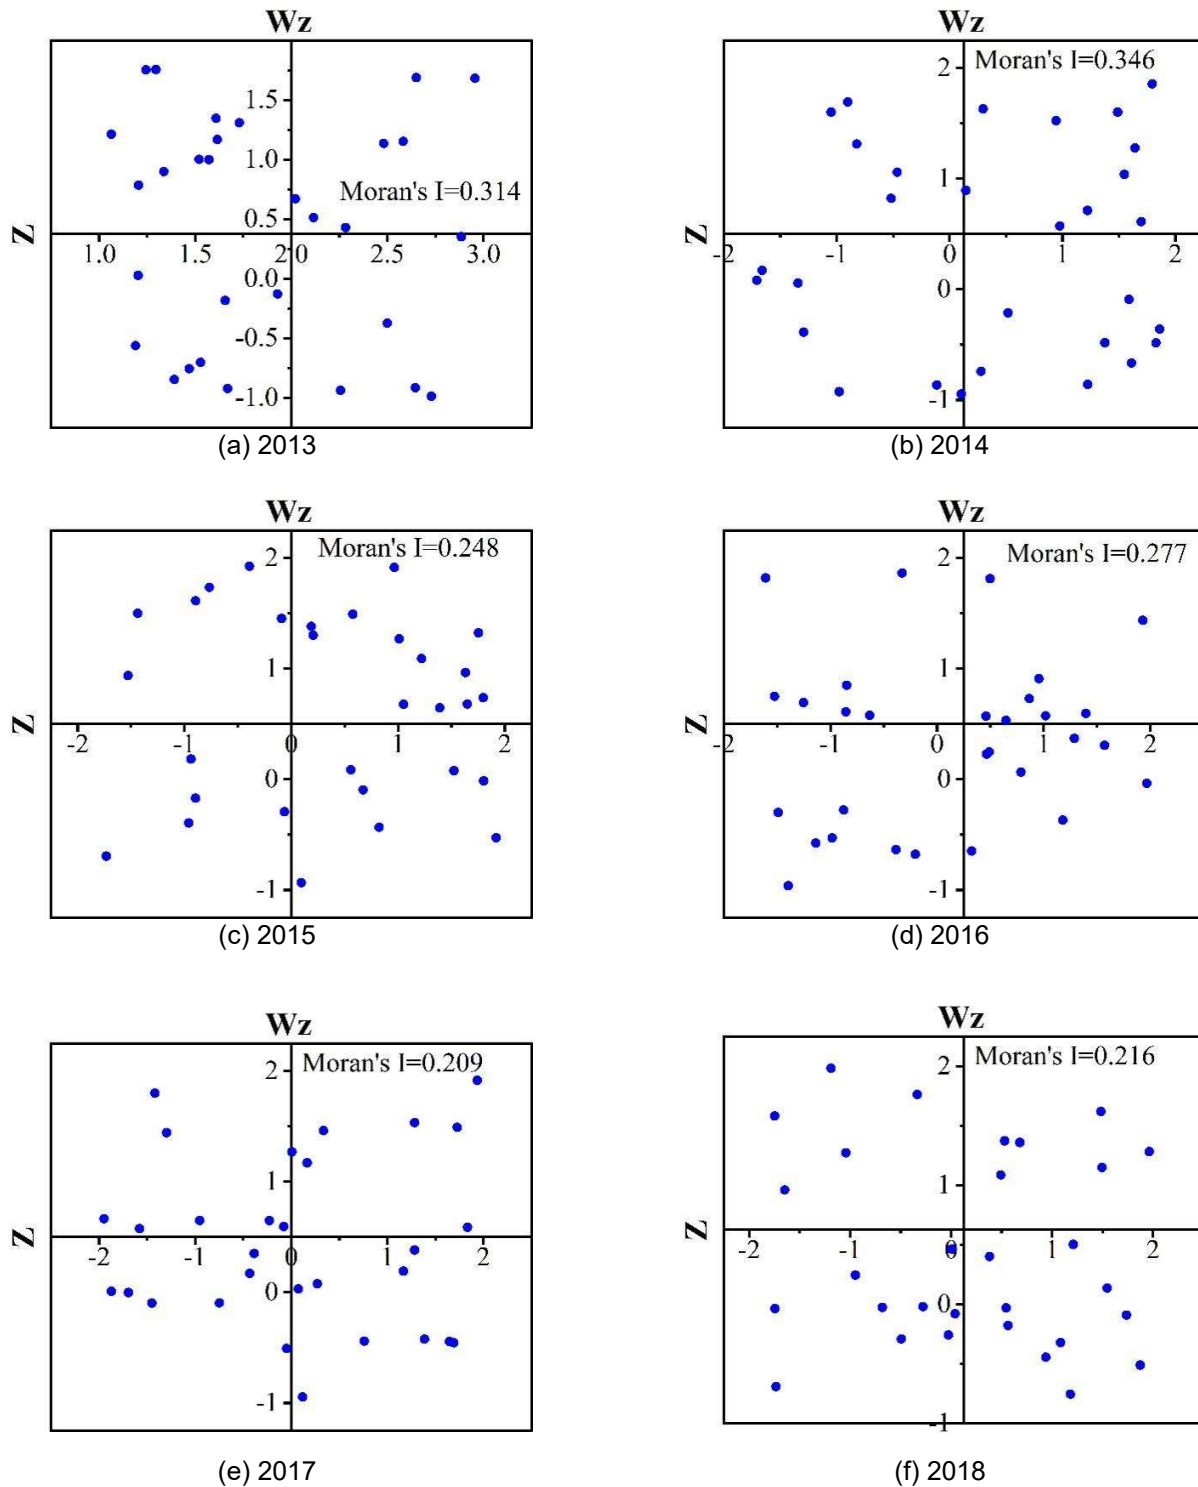 Wz
Moran's I=0.314
1.5
1.0
0.5
0.0
-0.5
-1.0
1.0 1.5 2.0 2.5 3.0
Z
(a) 2013
Wz
Moran's I=0.346
2
1
0
-1
-2 -1 0 1 2
Z
(b) 2014
Wz
Moran's I=0.248
2
1
0
-1
-2 -1 0 1 2
Z
(c) 2015
Wz
Moran's I=0.277
2
1
0
-1
-2 -1 0 1 2
Z
(d) 2016
Wz
Moran's I=0.209
2
1
0
-1
-2 -1 0 1 2
Z
(e) 2017
Wz
Moran's I=0.216
2
1
0
-1
-2 -1 0 1 2
Z
(f) 2018